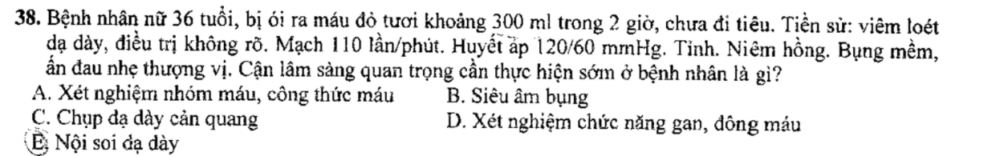 38. Bệnh nhân nữ 36 tuổi, bị ói ra máu đỏ tươi khoảng 300 ml trong 2 giờ, chưa đi tiêu. Tiền sử: viêm loét
dạ dày, điều trị không rõ. Mạch 110 lần/phút. Huyết áp 120/60 mmHg. Tỉnh. Niêm hồng. Bụng mềm,
ấn đau nhẹ thượng vị. Cận lâm sàng quan trọng cần thực hiện sớm ở bệnh nhân là gì?
A. Xét nghiệm nhóm máu, công thức máu B. Siêu âm bụng
C. Chụp dạ dày cản quang D. Xét nghiệm chức năng gan, đông máu
E. Nội soi dạ dày